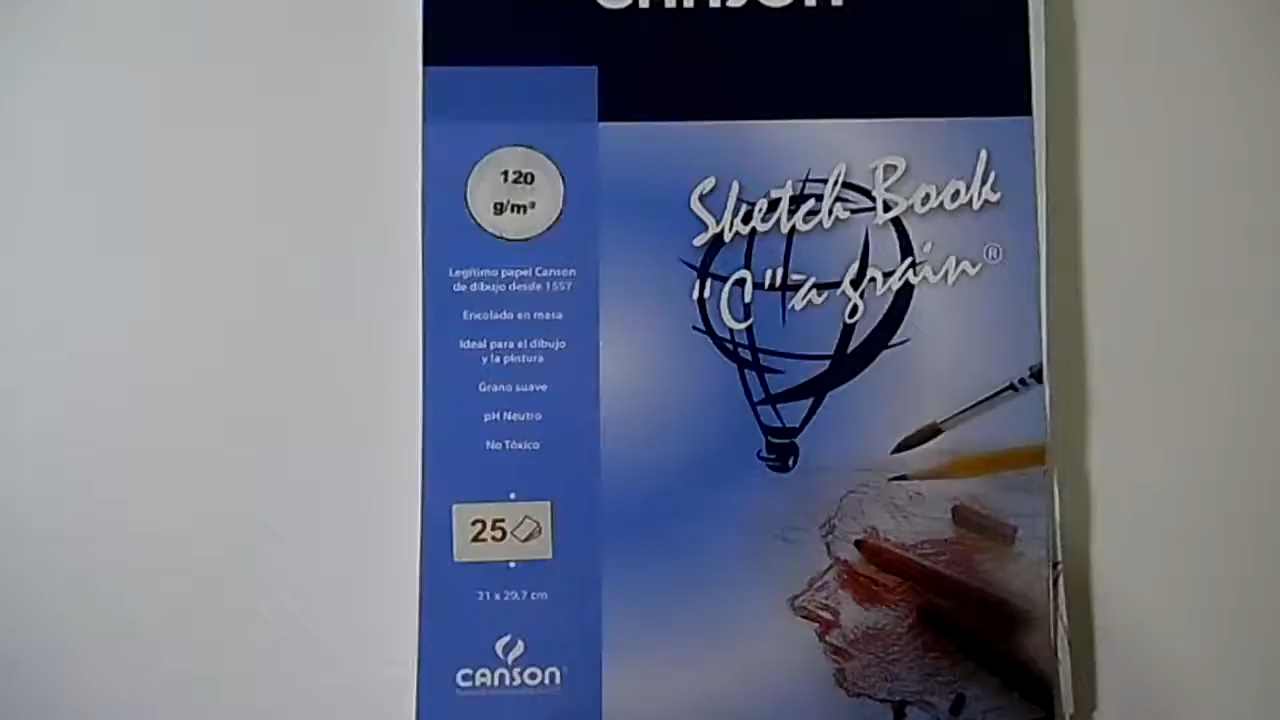 CANSON
Sketch Book
"C" a grain®
120
g/m²
Legítimo papel Canson
de dibujo desde 1557
Encolado en masa
Ideal para el dibujo
y la pintura
Grano suave
pH Neutro
No Tóxico
25
21 x 29,7 cm
CANSON